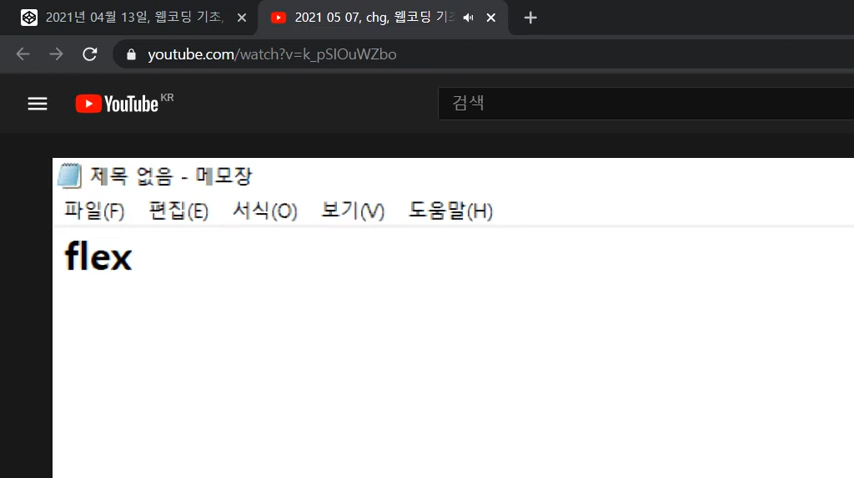 2021년 04월 13일, 웹코딩 기초,
2021 05 07, chg, 웹코딩 기초
youtube.com/watch?v=k_pSIOuWZbo
YouTube KR
검색
제목 없음 - 메모장
파일(F) 편집(E) 서식(O) 보기(V) 도움말(H)
flex